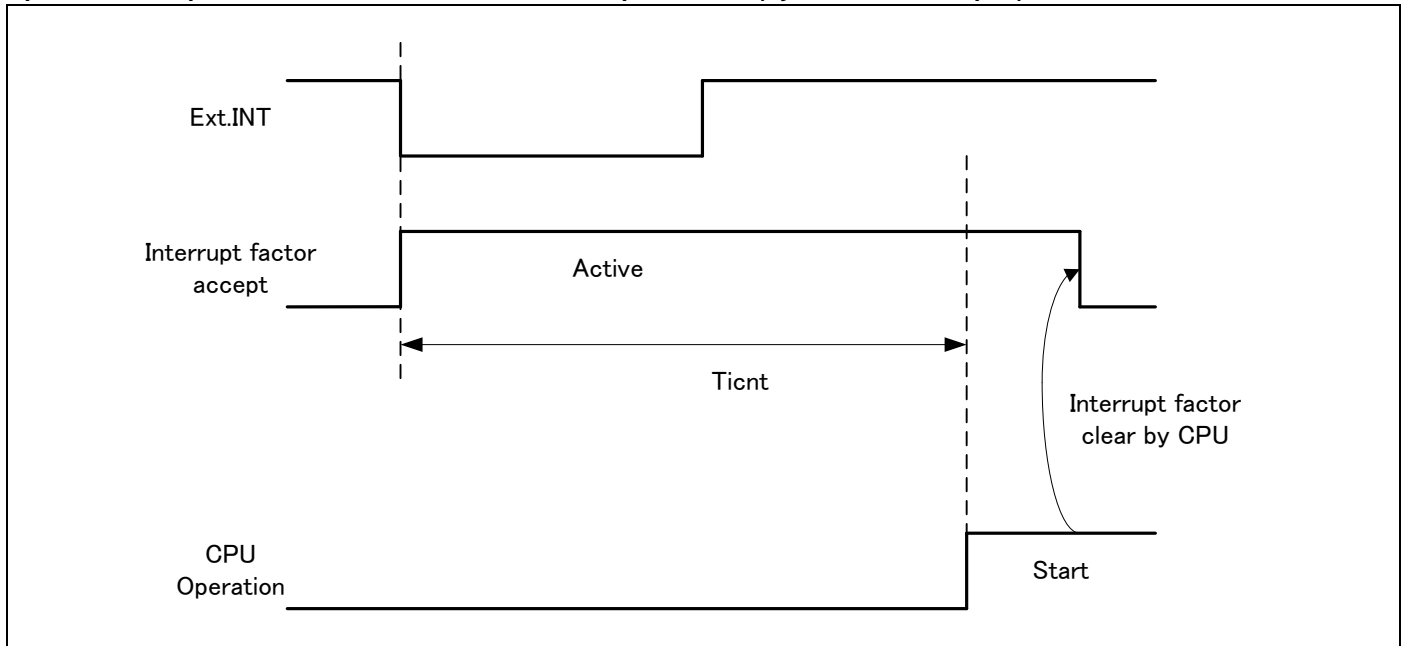 Ext.INT
Interrupt factor
accept
Active
Ticnt
Interrupt factor
clear by CPU
CPU
Operation
Start